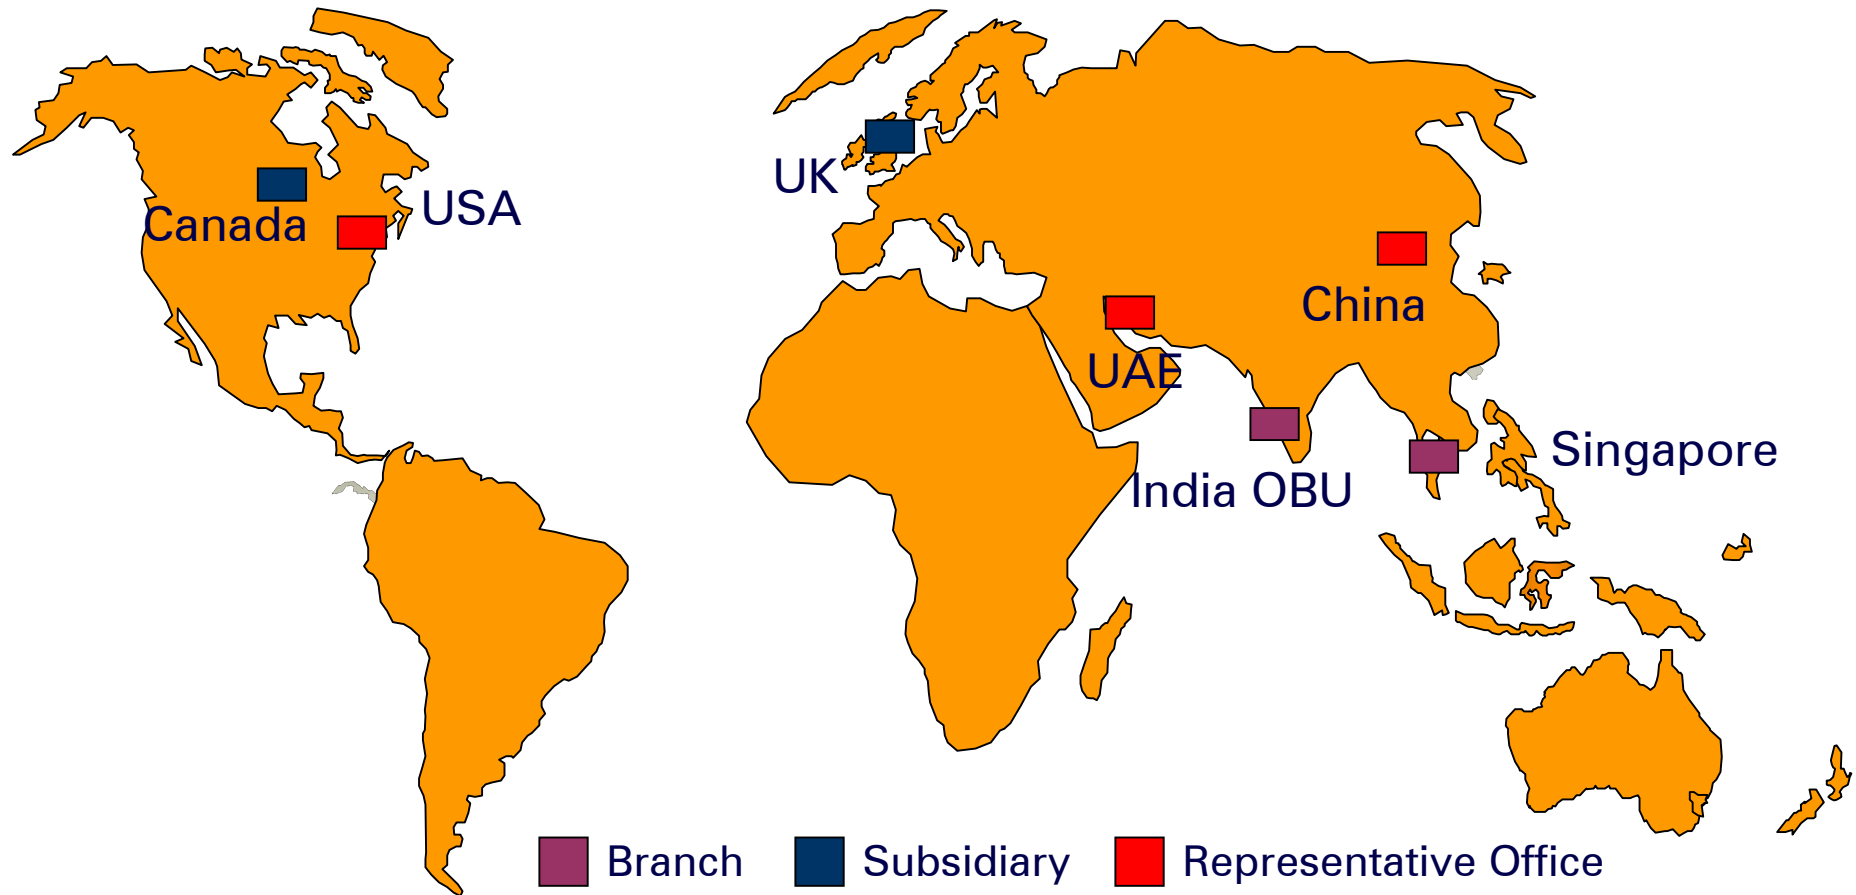 UK
USA
Canada
China
UAE
Singapore
India OBU
Branch
Subsidiary
Representative Office